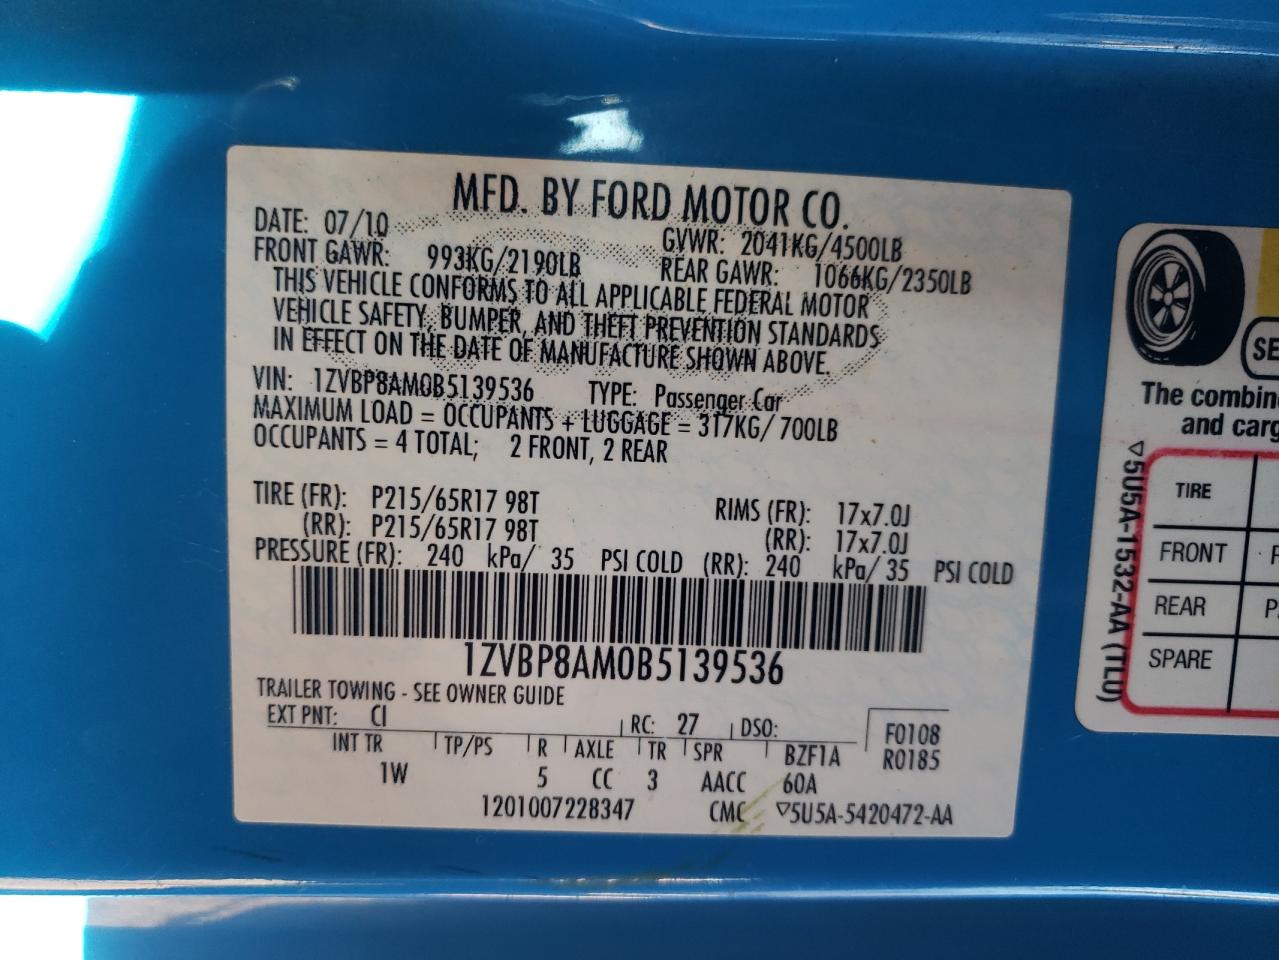 MFD. BY FORD MOTOR CO.
DATE: 07/10 GVWR: 2041KG/4500LB
FRONT GAWR: 993KG/2190LB REAR GAWR: 1066KG/2350LB
THIS VEHICLE CONFORMS TO ALL APPLICABLE FEDERAL MOTOR
VEHICLE SAFETY, BUMPER, AND THEFT PREVENTION STANDARDS
IN EFFECT ON THE DATE OF MANUFACTURE SHOWN ABOVE.
VIN: 1ZVBP8AM0B5139536 TYPE: Passenger Car
MAXIMUM LOAD = OCCUPANTS + LUGGAGE = 317KG/ 700LB
OCCUPANTS = 4 TOTAL; 2 FRONT, 2 REAR
TIRE (FR): P215/65R17 98T RIMS (FR): 17x7.0J
(RR): P215/65R17 98T (RR): 17x7.0J
PRESSURE (FR): 240 kPa/ 35 PSI COLD (RR): 240 kPa/ 35 PSI COLD
1ZVBP8AM0B5139536
TRAILER TOWING - SEE OWNER GUIDE
EXT PNT: CI RC: 27 DSO: F0108
INT TR TP/PS R AXLE TR SPR BZF1A R0185
1W 5 CC 3 AACC 60A
1201007228347 CMC ▽5U5A-5420472-AA
SE
The combin
and carg
TIRE
FRONT
REAR P
SPARE
▽5U5A-1532-AA (TLU)